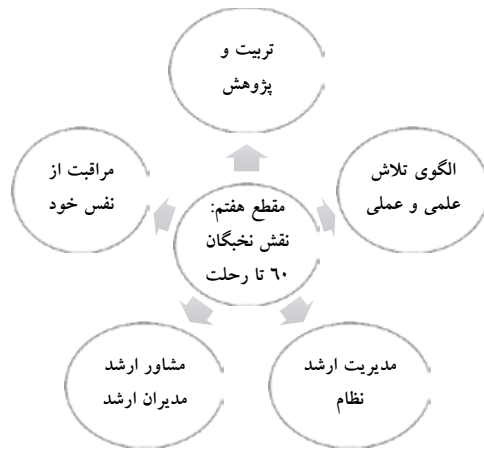 تربیت و
پژوهش
الگوی تلاش
علمی و عملی
مراقبت از
نفس خود
مقطع هفتم:
نقش نخبگان
٦٠ تا رحلت
مدیریت ارشد
نظام
مشاور ارشد
مدیران ارشد